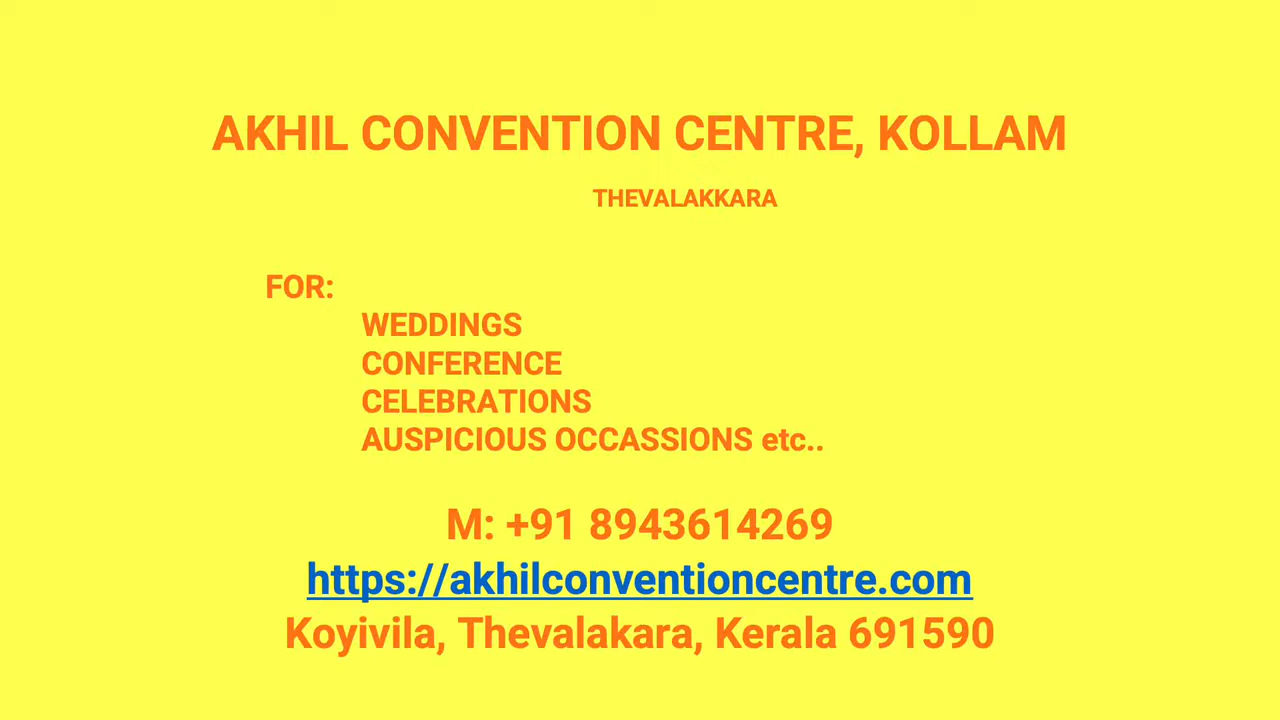 AKHIL CONVENTION CENTRE, KOLLAM
THEVALAKKARA
FOR:
WEDDINGS
CONFERENCE
CELEBRATIONS
AUSPICIOUS OCCASSIONS etc..
M: +91 8943614269
https://akhilconventioncentre.com
Koyivila, Thevalakara, Kerala 691590